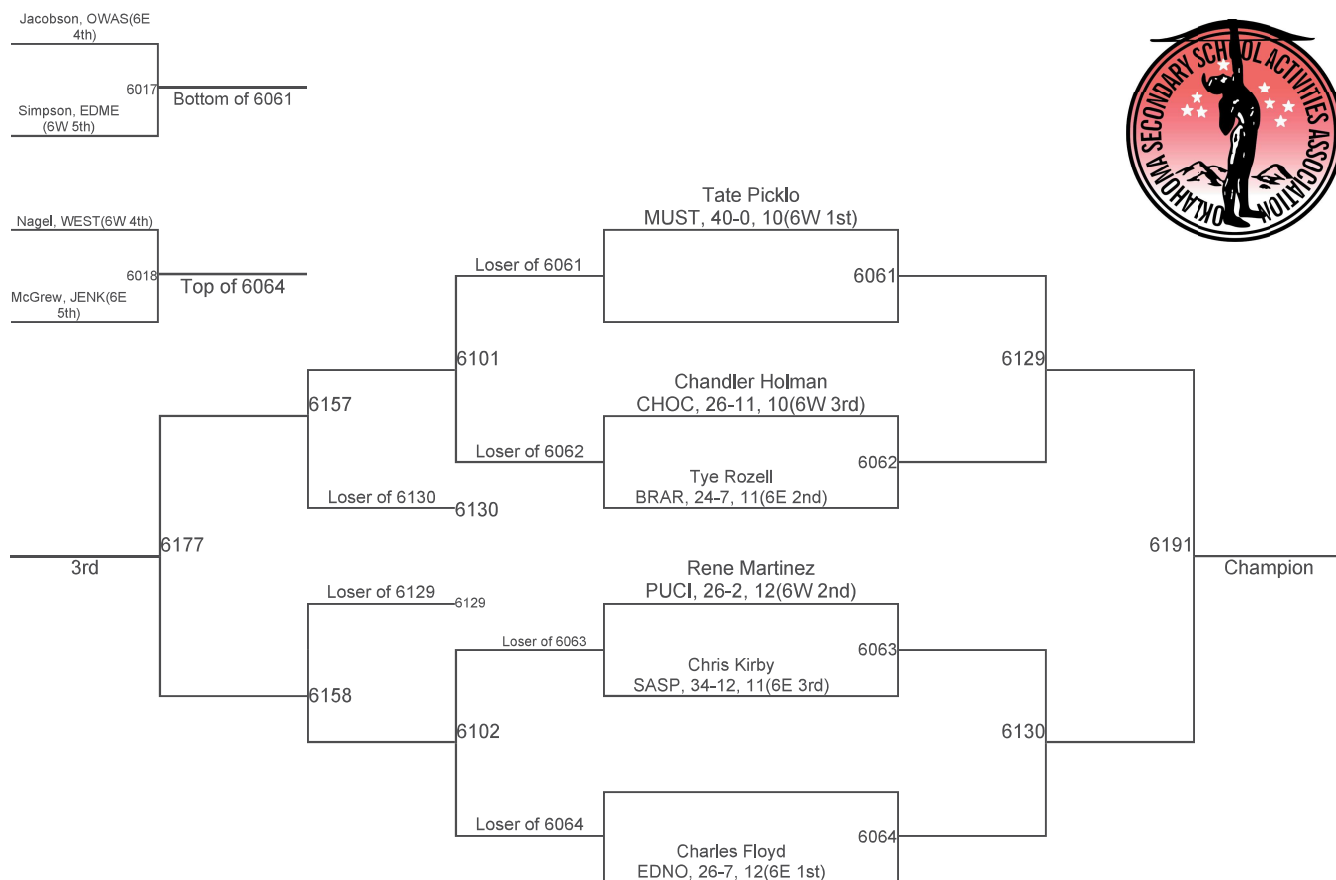 Jacobson, OWAS(6E
4th)
6017
Bottom of 6061
Simpson, EDME
(6W 5th)
Nagel, WEST(6W 4th)
6018
Top of 6064
McGrew, JENK(6E
5th)
OKLAHOMA SECONDARY SCHOOL ACTIVITIES ASSOCIATION
Tate Picklo
MUST, 40-0, 10(6W 1st)
Loser of 6061
6061
6101
6129
Chandler Holman
CHOC, 26-11, 10(6W 3rd)
6157
Loser of 6062
6062
Tye Rozell
BRAR, 24-7, 11(6E 2nd)
Loser of 6130
6130
6177
6191
3rd
Champion
Rene Martinez
PUCI, 26-2, 12(6W 2nd)
Loser of 6129
6129
Loser of 6063
6063
Chris Kirby
SASP, 34-12, 11(6E 3rd)
6158
6102
6130
Loser of 6064
6064
Charles Floyd
EDNO, 26-7, 12(6E 1st)